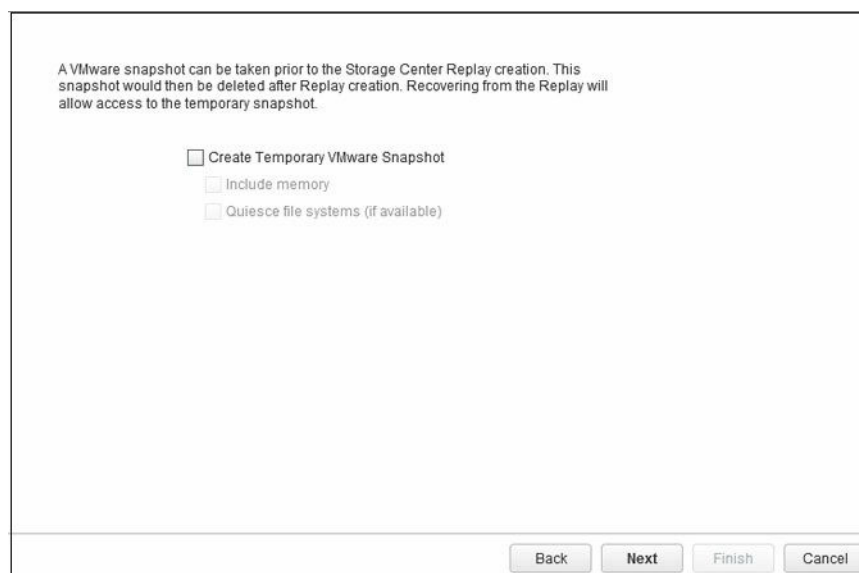 A VMware snapshot can be taken prior to the Storage Center Replay creation. This
snapshot would then be deleted after Replay creation. Recovering from the Replay will
allow access to the temporary snapshot.
Create Temporary VMware Snapshot
Include memory
Quiesce file systems (if available)
Back Next Finish Cancel